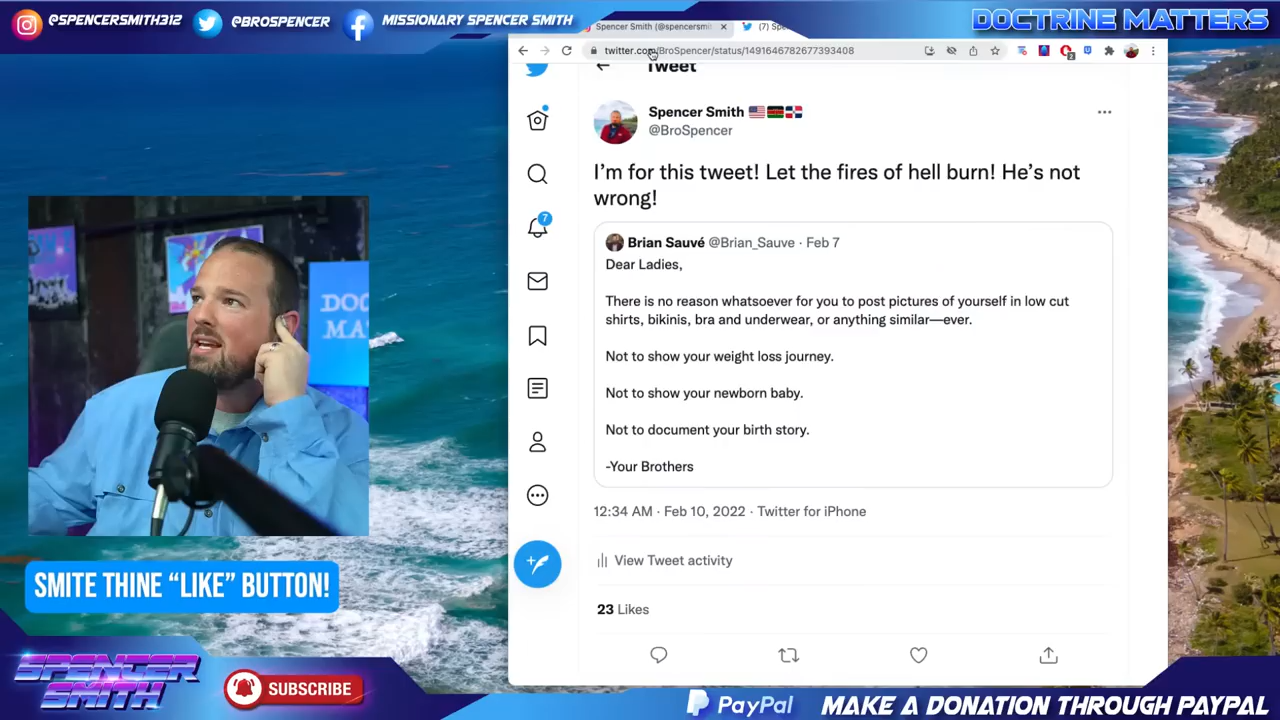 @SPENCERSMITH312
@BROSPENCER
MISSIONARY SPENCER SMITH
DOCTRINE MATTERS
Spencer Smith (@spencersmi
(7) Sp
twitter.com/BroSpencer/status/1491646782677393408
2
Tweet
Spencer Smith
@BroSpencer
I’m for this tweet! Let the fires of hell burn! He’s not
wrong!
Brian Sauvé @Brian_Sauve · Feb 7
Dear Ladies,
There is no reason whatsoever for you to post pictures of yourself in low cut
shirts, bikinis, bra and underwear, or anything similar—ever.
Not to show your weight loss journey.
Not to show your newborn baby.
Not to document your birth story.
-Your Brothers
12:34 AM · Feb 10, 2022 · Twitter for iPhone
View Tweet activity
23 Likes
7
DOC
MA
SMITE THINE “LIKE” BUTTON!
SPENCER
SMITH
SUBSCRIBE
PayPal
MAKE A DONATION THROUGH PAYPAL